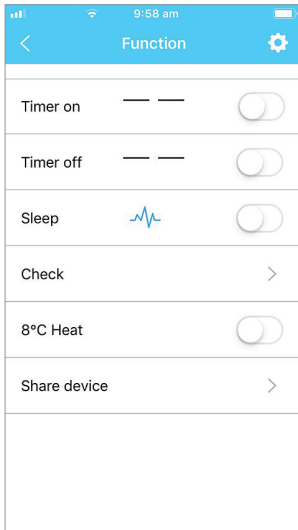 9:58 am
Function
Timer on
Timer off
Sleep
Check
8°C Heat
Share device